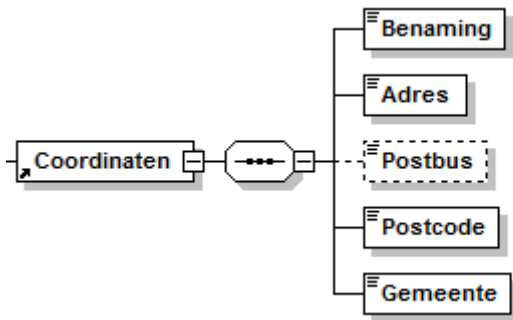 Benaming
Adres
Coordinaten
Postbus
Postcode
Gemeente